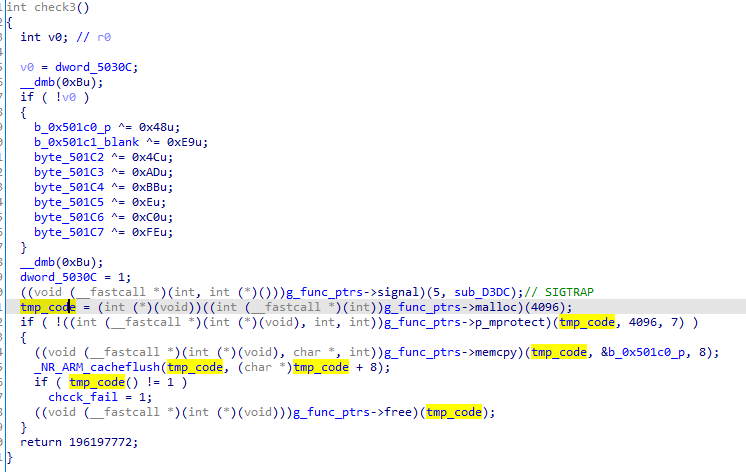 int check3()
{
int v0; // r0
v0 = dword_5030C;
__dmb(0xBu);
if ( !v0 )
{
b_0x501c0_p ^= 0x48u;
b_0x501c1_blank ^= 0xE9u;
byte_501C2 ^= 0x4Cu;
byte_501C3 ^= 0xADu;
byte_501C4 ^= 0xBBu;
byte_501C5 ^= 0xEu;
byte_501C6 ^= 0xC0u;
byte_501C7 ^= 0xFEu;
}
__dmb(0xBu);
dword_5030C = 1;
((void (__fastcall *)(int, int (*)()))g_func_ptrs->signal)(5, sub_D3DC);// SIGTRAP
tmp_code = (int (*)(void))((int (__fastcall *)(int))g_func_ptrs->malloc)(4096);
if ( !((int (__fastcall *)(int (*)(void), int, int))g_func_ptrs->p_mprotect)(tmp_code, 4096, 7) )
{
((void (__fastcall *)(int (*)(void), char *, int))g_func_ptrs->memcpy)(tmp_code, &b_0x501c0_p, 8);
_NR_ARM_cacheflush(tmp_code, (char *)tmp_code + 8);
if ( tmp_code() != 1 )
chcck_fail = 1;
((void (__fastcall *)(int (*)(void)))g_func_ptrs->free)(tmp_code);
}
return 196197772;
}